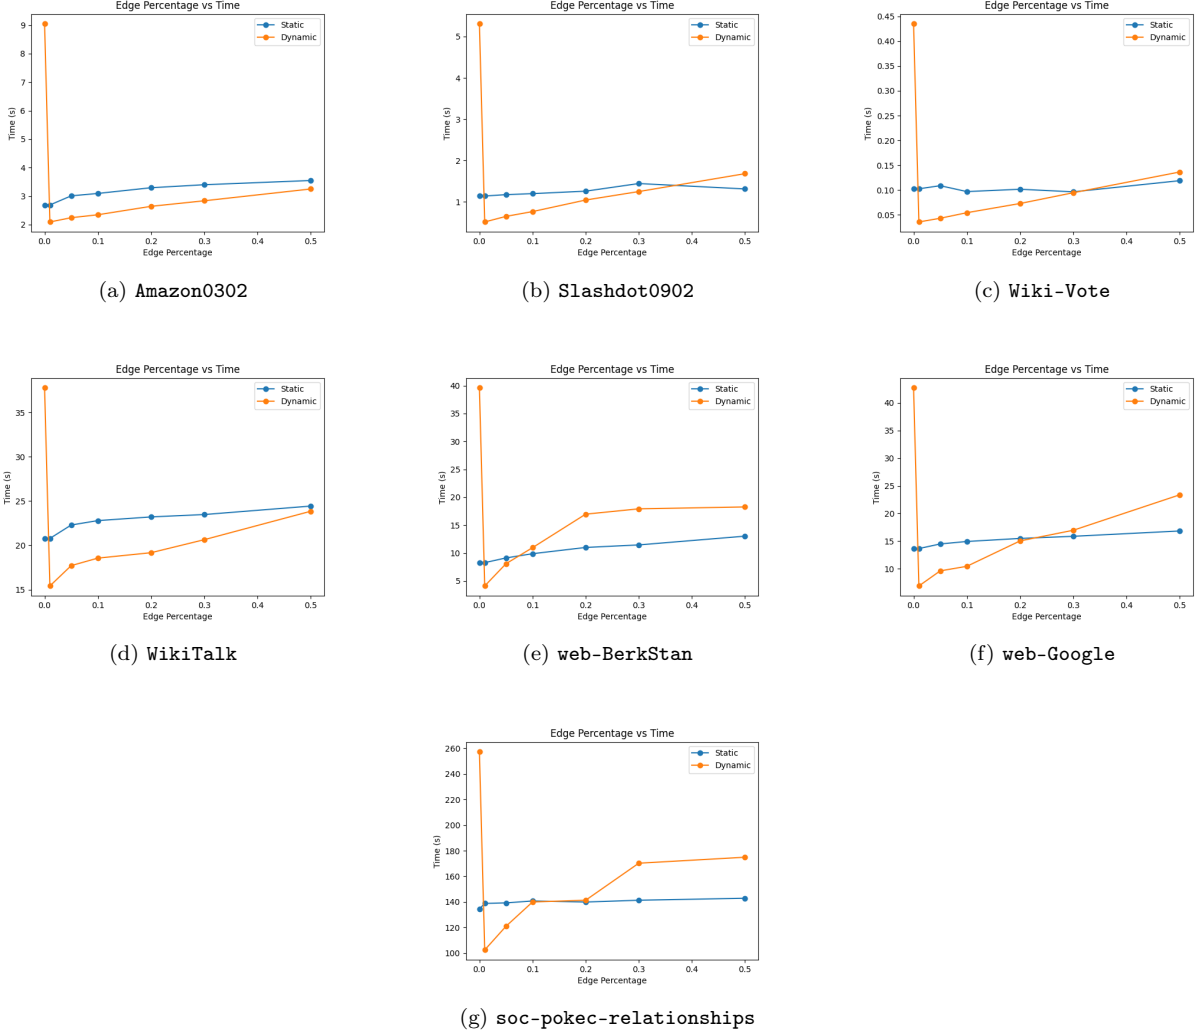 Edge Percentage vs Time
Static
Dynamic
9
8
7
6
5
4
3
2
Time (s)
0.0 0.1 0.2 0.3 0.4 0.5
Edge Percentage
(a) Amazon0302
Edge Percentage vs Time
Static
Dynamic
5
4
3
2
1
Time (s)
0.0 0.1 0.2 0.3 0.4 0.5
Edge Percentage
(b) Slashdot0902
Edge Percentage vs Time
Static
Dynamic
0.45
0.40
0.35
0.30
0.25
0.20
0.15
0.10
0.05
Time (s)
0.0 0.1 0.2 0.3 0.4 0.5
Edge Percentage
(c) Wiki-Vote
Edge Percentage vs Time
Static
Dynamic
35
30
25
20
15
Time (s)
0.0 0.1 0.2 0.3 0.4 0.5
Edge Percentage
(d) WikiTalk
Edge Percentage vs Time
Static
Dynamic
40
35
30
25
20
15
10
5
Time (s)
0.0 0.1 0.2 0.3 0.4 0.5
Edge Percentage
(e) web-BerkStan
Edge Percentage vs Time
Static
Dynamic
40
35
30
25
20
15
10
Time (s)
0.0 0.1 0.2 0.3 0.4 0.5
Edge Percentage
(f) web-Google
Edge Percentage vs Time
Static
Dynamic
260
240
220
200
180
160
140
120
100
Time (s)
0.0 0.1 0.2 0.3 0.4 0.5
Edge Percentage
(g) soc-pokec-relationships